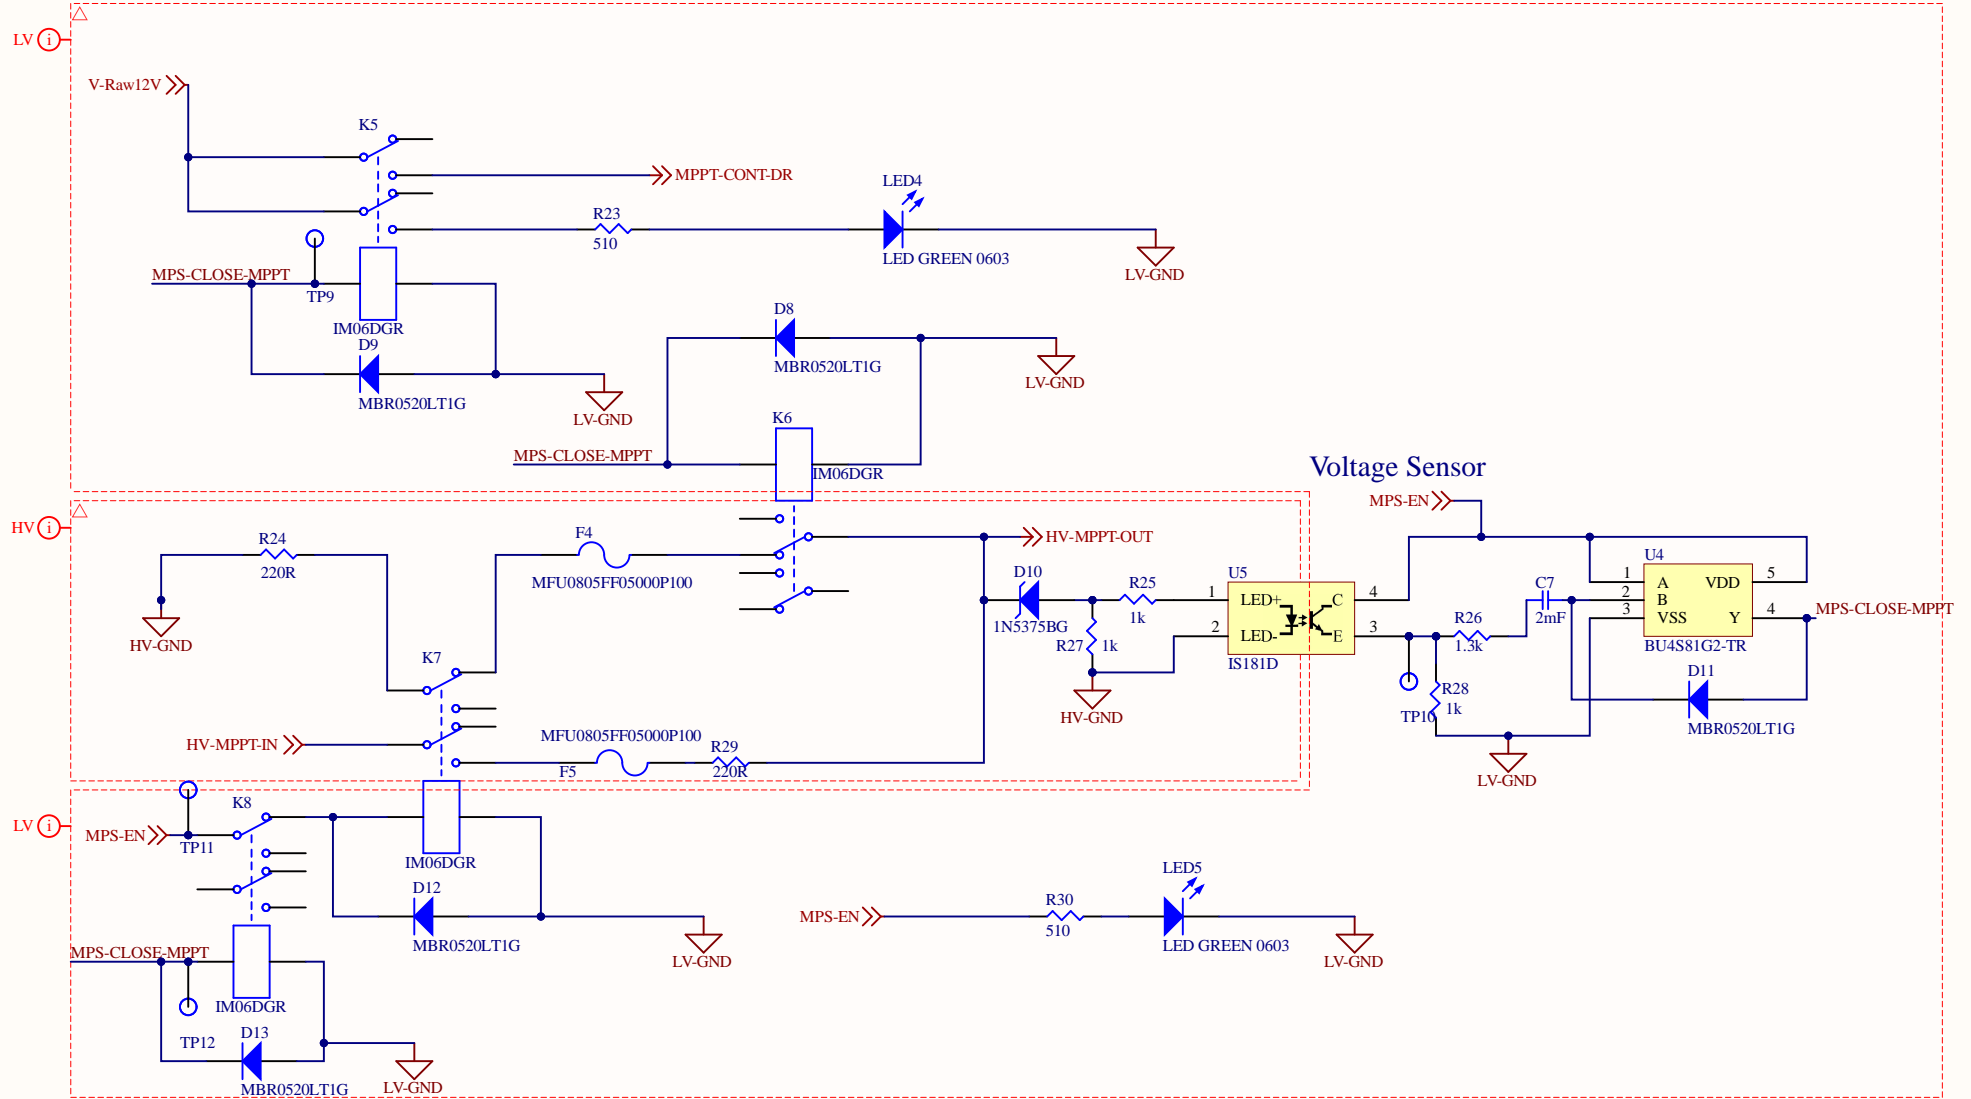 LV i
V-Raw12V
K5
MPPT-CONT-DR
LED4
R23
510
LED GREEN 0603
LV-GND
MPS-CLOSE-MPPT
TP9
IM06DGR
D9
MBR0520LT1G
LV-GND
D8
MBR0520LT1G
LV-GND
K6
MPS-CLOSE-MPPT
IM06DGR
Voltage Sensor
MPS-EN
HV i
R24
220R
HV-GND
F4
MFU0805FF05000P100
HV-MPPT-OUT
D10
1N5375BG
R25
1k
R27 1k
HV-GND
U5
1
LED+
C
4
2
LED-
E
3
IS181D
U4
1
A
VDD
5
2
B
3
VSS
Y
4
BU4S81G2-TR
MPS-CLOSE-MPPT
C7
2mF
R26
1.3k
R28
1k
TP10
D11
MBR0520LT1G
LV-GND
K7
HV-MPPT-IN
MFU0805FF05000P100
F5
R29
220R
LV i
K8
MPS-EN
TP11
IM06DGR
D12
MBR0520LT1G
LV-GND
MPS-EN
R30
510
LED5
LED GREEN 0603
LV-GND
MPS-CLOSE-MPPT
IM06DGR
TP12
D13
MBR0520LT1G
LV-GND